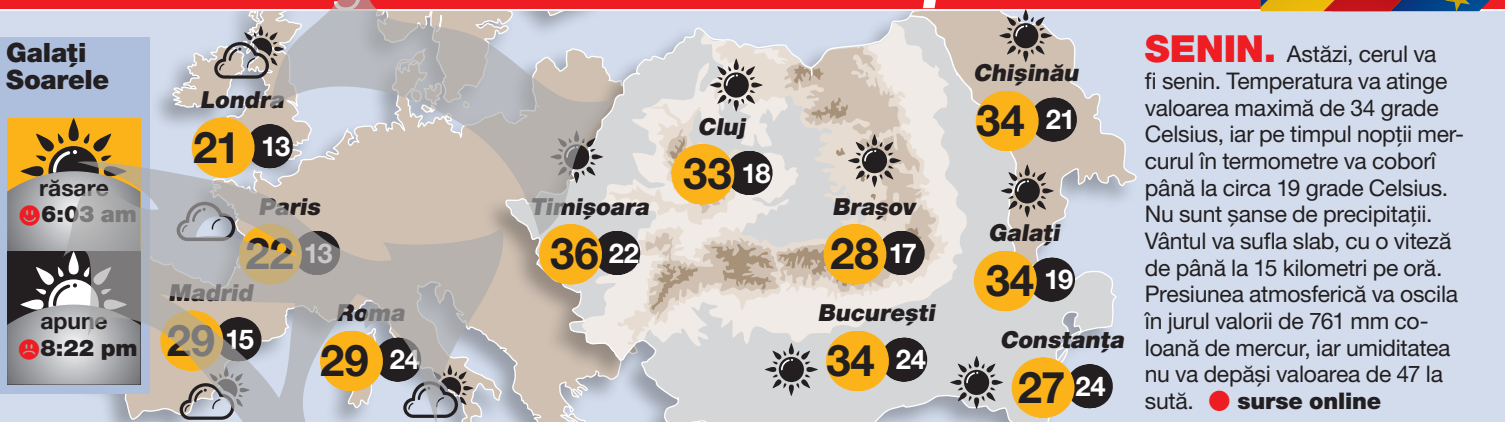 Galați
Soarele
răsare
6:03 am
apune
8:22 pm
Londra
21 13
Paris
22 13
Madrid
29 15
Roma
29 24
Timișoara
36 22
Cluj
33 18
Brașov
28 17
București
34 24
Chișinău
34 21
Galați
34 19
Constanța
27 24
SENIN. Astăzi, cerul va
fi senin. Temperatura va atinge
valoarea maximă de 34 grade
Celsius, iar pe timpul nopții mer-
curul în termometre va coborî
până la circa 19 grade Celsius.
Nu sunt șanse de precipitații.
Vântul va sufla slab, cu o viteză
de până la 15 kilometri pe oră.
Presiunea atmosferică va oscila
în jurul valorii de 761 mm co-
loană de mercur, iar umiditatea
nu va depăși valoarea de 47 la
sută. ● surse online